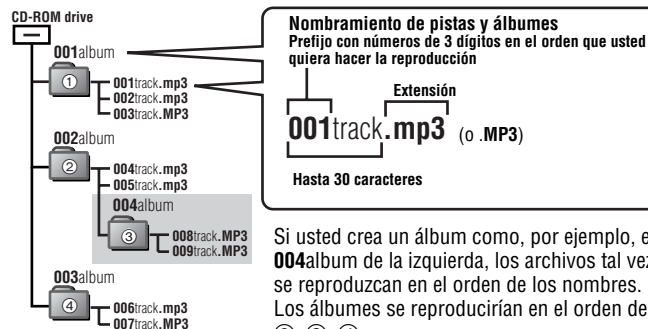 CD-ROM drive
001album
①
001track.mp3
002track.mp3
003track.MP3
002album
②
004track.mp3
005track.mp3
004album
③
008track.MP3
009track.MP3
003album
④
006track.mp3
007track.MP3
Nombramiento de pistas y álbumes
Prefijo con números de 3 dígitos en el orden que usted
quiera hacer la reproducción
Extensión
001track.mp3 (o .MP3)
Hasta 30 caracteres
Si usted crea un álbum como, por ejemplo, e
004album de la izquierda, los archivos tal vez
se reproduzcan en el orden de los nombres.
Los álbumes se reproducirían en el orden de